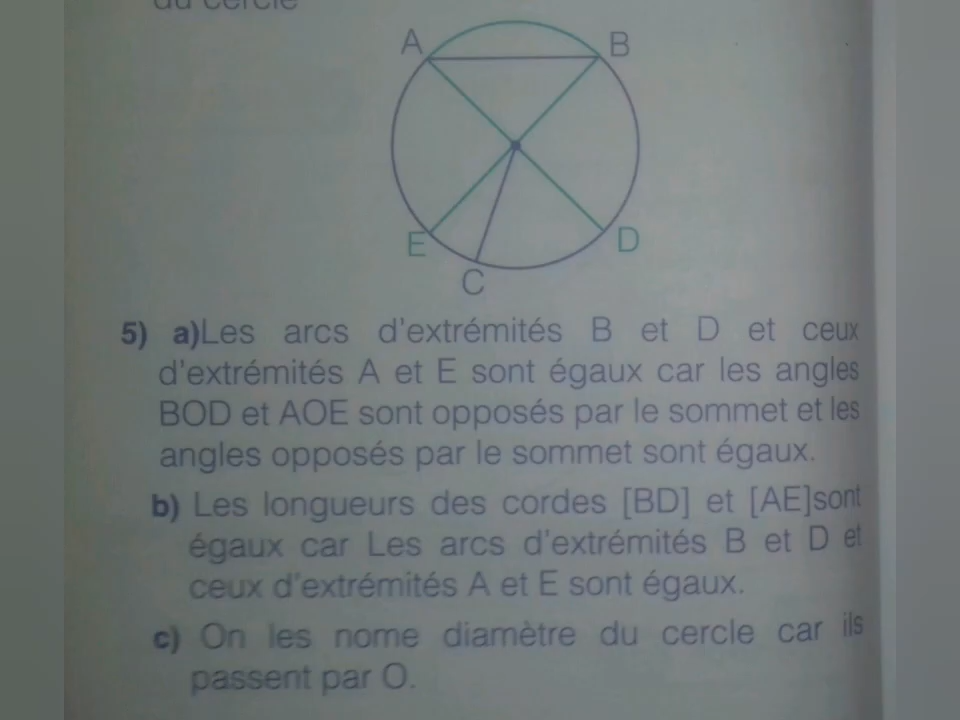 du cercle
A
B
E
D
C
5) a)Les arcs d'extrémités B et D et ceux
d'extrémités A et E sont égaux car les angles
BOD et AOE sont opposés par le sommet et les
angles opposés par le sommet sont égaux.
b) Les longueurs des cordes [BD] et [AE]sont
égaux car Les arcs d'extrémités B et D et
ceux d'extrémités A et E sont égaux.
c) On les nome diamètre du cercle car ils
passent par O.